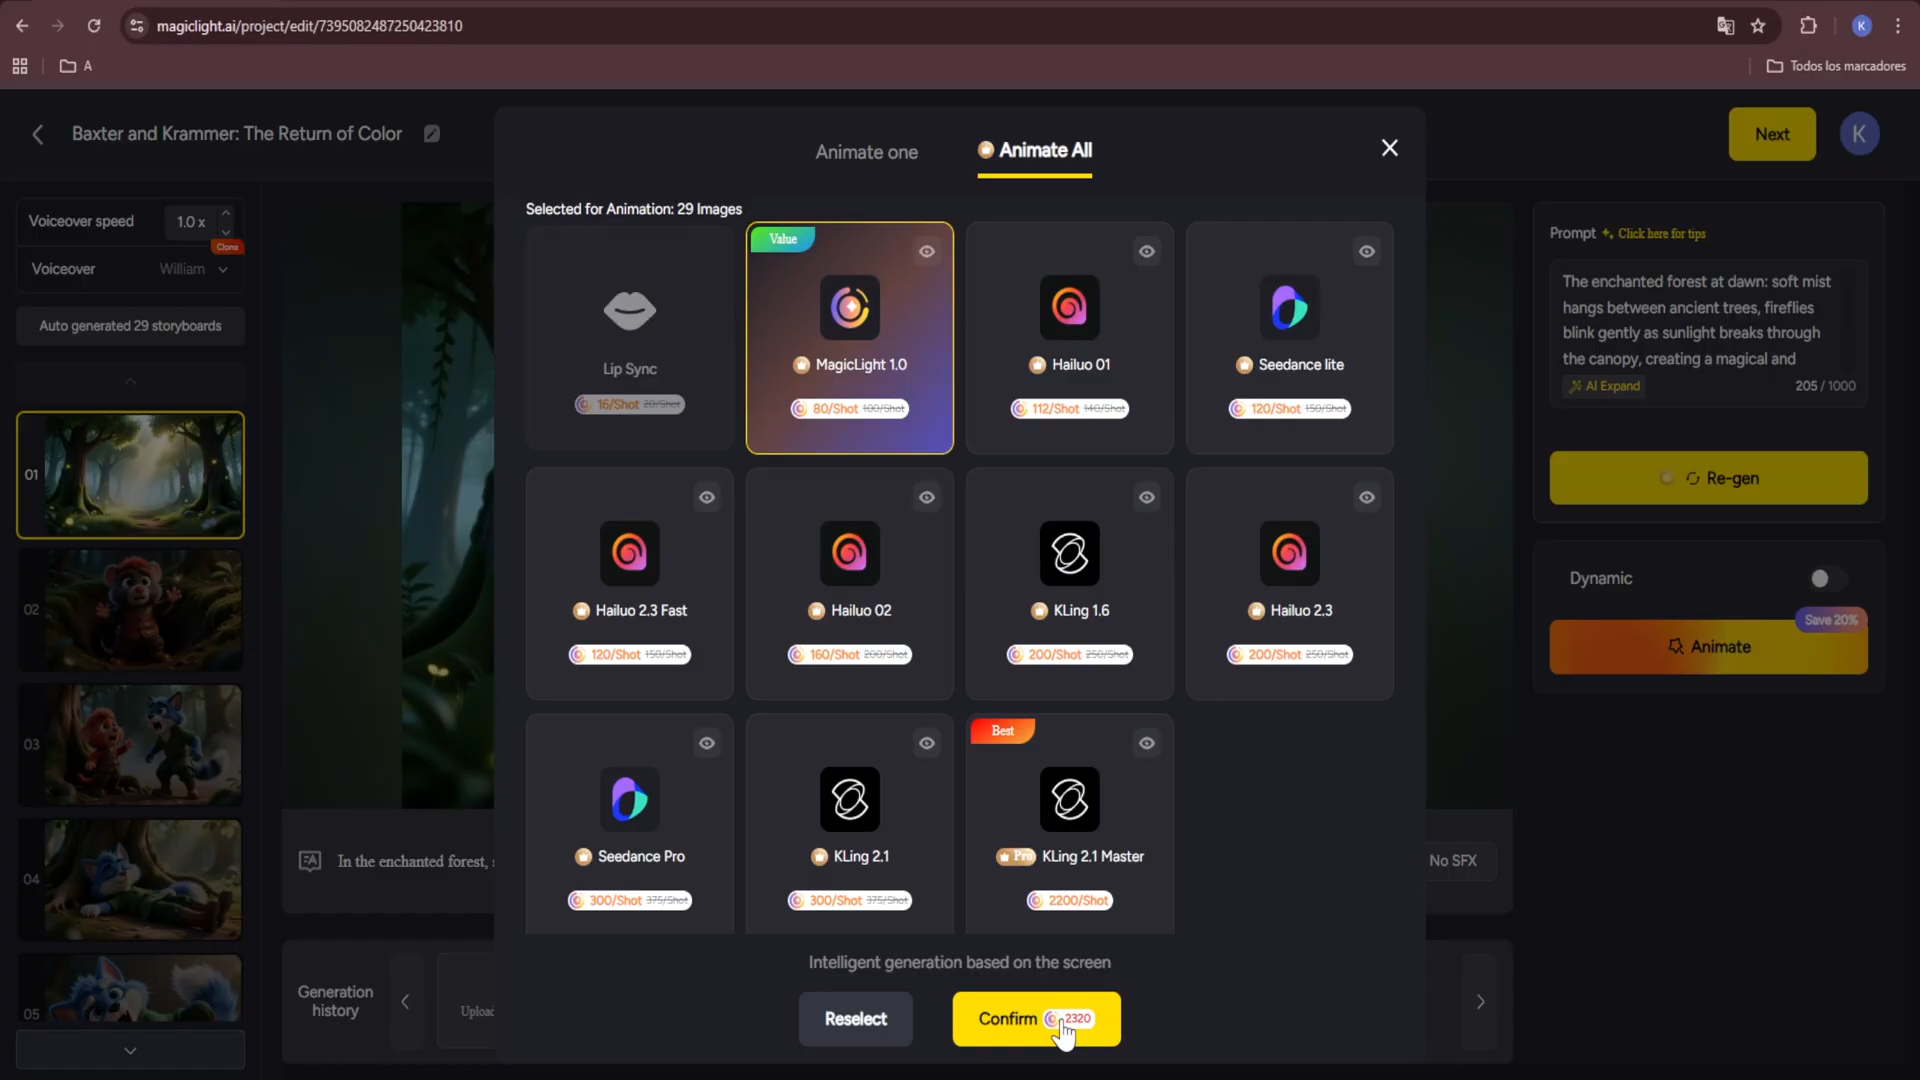 magiclight.ai/project/edit/7395082487250423810
K
A
Todos los marcadores
Baxter and Krammer: The Return of Color
Animate one
Animate All
Next
K
Voiceover speed
1.0 x
Clone
Voiceover
William
Auto generated 29 storyboards
01
02
03
04
05
Selected for Animation: 29 Images
Lip Sync
16/Shot 20/Shot
Value
MagicLight 1.0
80/Shot 100/Shot
Hailuo 01
112/Shot 140/Shot
Seedance lite
120/Shot 150/Shot
Hailuo 2.3 Fast
120/Shot 150/Shot
Hailuo 02
160/Shot 200/Shot
KLing 1.6
200/Shot 250/Shot
Hailuo 2.3
200/Shot 250/Shot
Seedance Pro
300/Shot 375/Shot
KLing 2.1
300/Shot 375/Shot
Best
Pro KLing 2.1 Master
2200/Shot
Intelligent generation based on the screen
Reselect
Confirm 2320
In the enchanted forest,
No SFX
Generation
history
Upload
Prompt
Click here for tips
The enchanted forest at dawn: soft mist
hangs between ancient trees, fireflies
blink gently as sunlight breaks through
the canopy, creating a magical and
AI Expand
205 / 1000
Re-gen
Dynamic
Save 20%
Animate